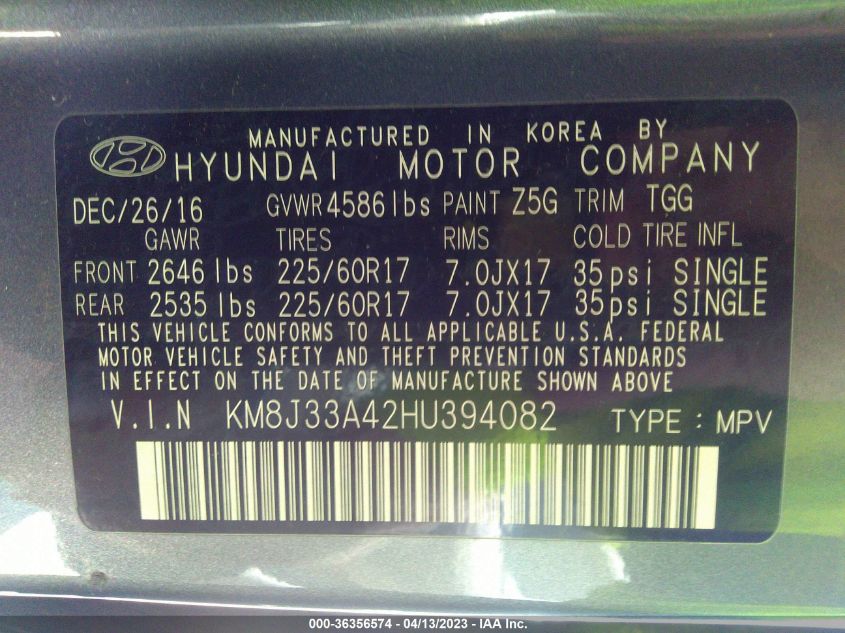 MANUFACTURED IN KOREA BY
HYUNDAI MOTOR COMPANY
DEC/26/16 GVWR 4586 lbs PAINT Z5G TRIM TGG
GAWR TIRES RIMS COLD TIRE INFL
FRONT 2646 lbs 225/60R17 7.0JX17 35psi SINGLE
REAR 2535 lbs 225/60R17 7.0JX17 35psi SINGLE
THIS VEHICLE CONFORMS TO ALL APPLICABLE U.S.A. FEDERAL
MOTOR VEHICLE SAFETY AND THEFT PREVENTION STANDARDS
IN EFFECT ON THE DATE OF MANUFACTURE SHOWN ABOVE.
V.I.N KM8J33A42HU394082 TYPE : MPV
000-36356574 - 04/13/2023 - IAA Inc.